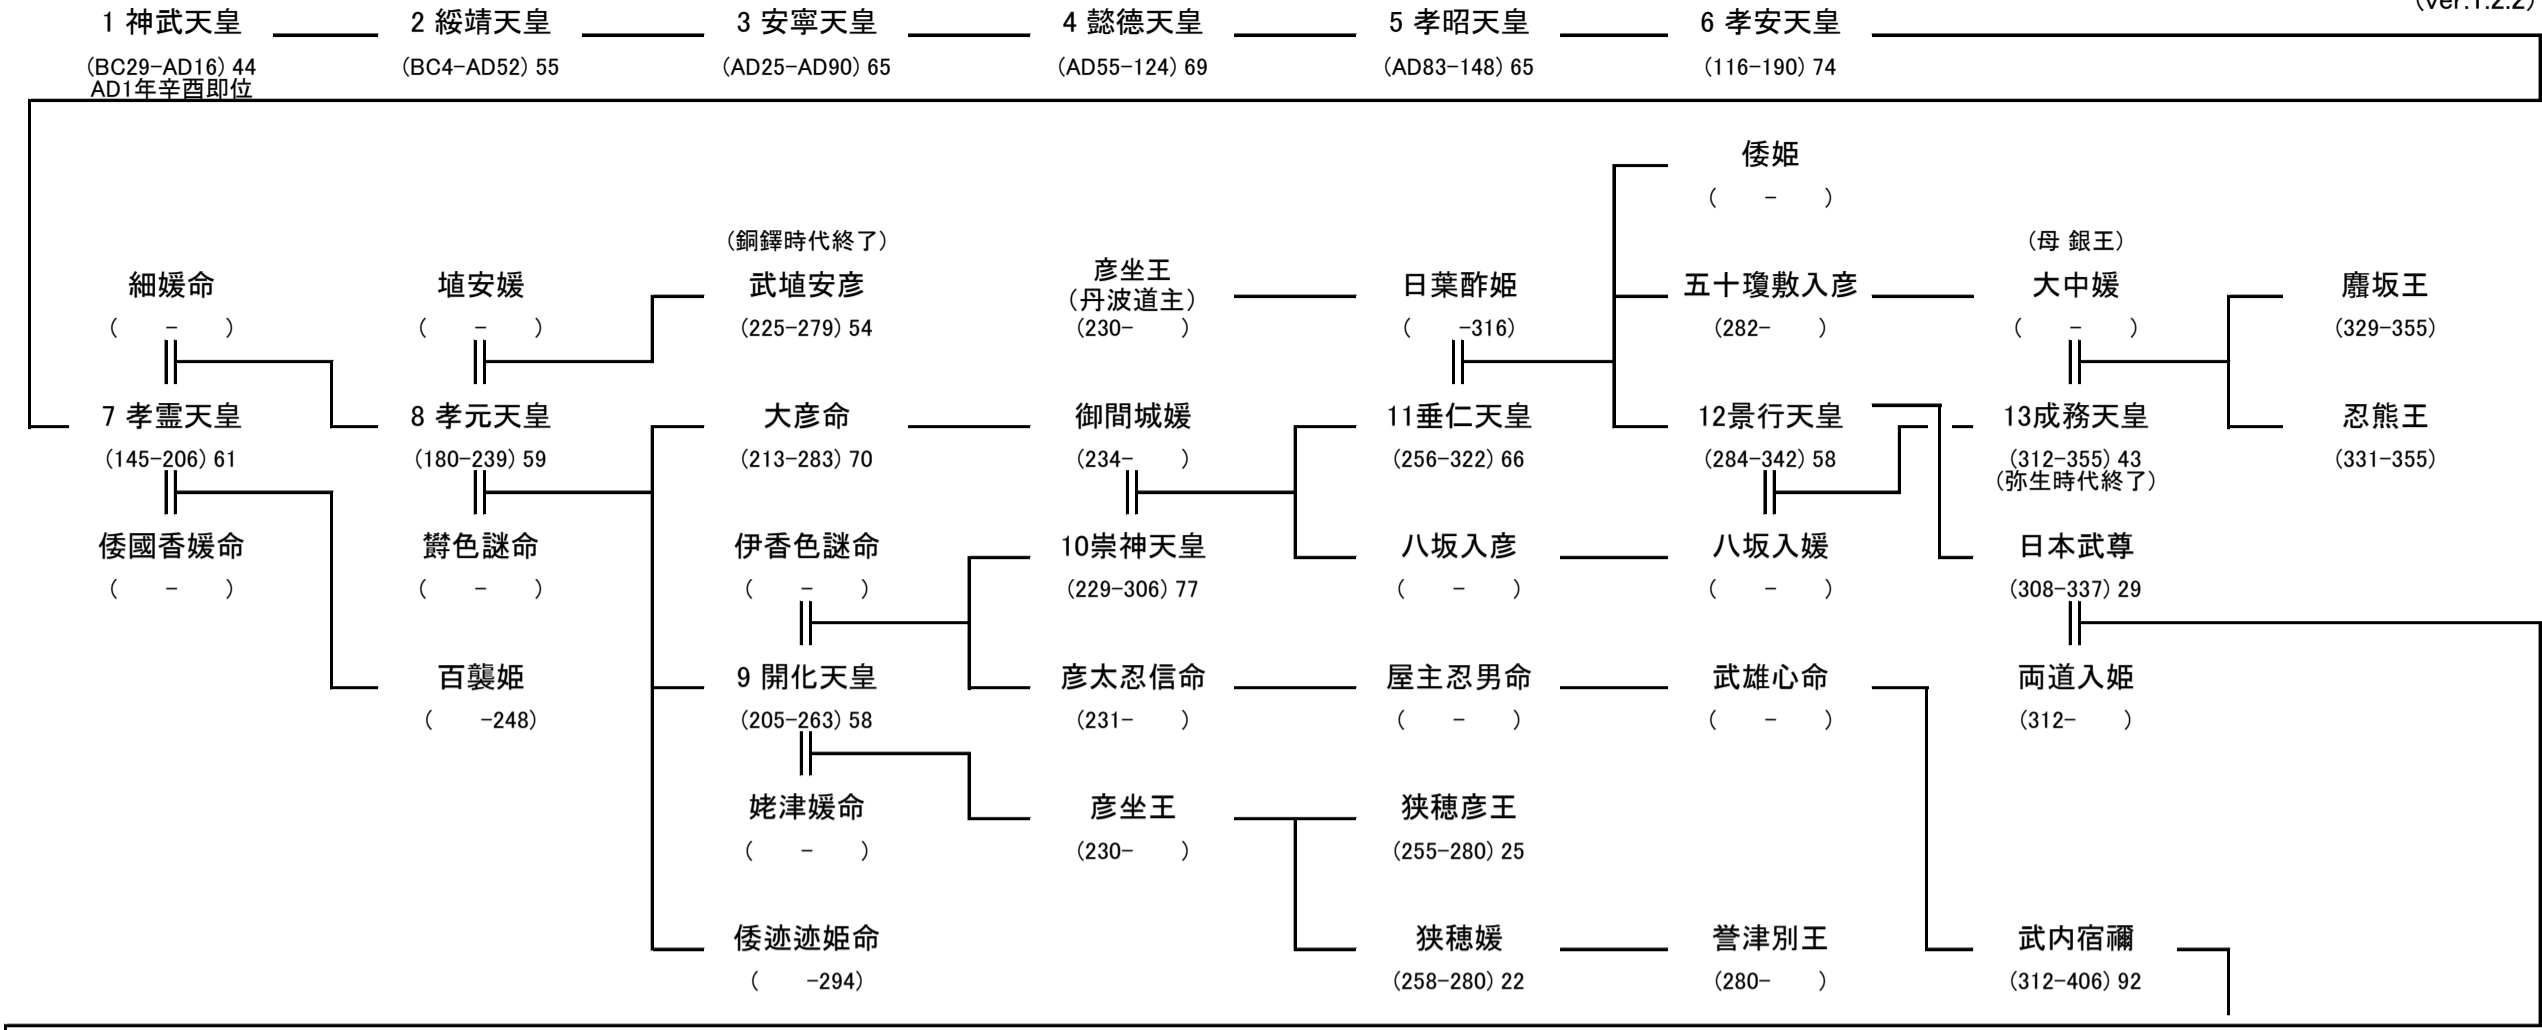 (ver.1.2.2)
1 神武天皇 2 綏靖天皇 3 安寧天皇 4 懿徳天皇 5 孝昭天皇 6 孝安天皇
(BC29-AD16) 44 (BC4-AD52) 55 (AD25-AD90) 65 (AD55-124) 69 (AD83-148) 65 (116-190) 74
AD1年辛酉即位
倭姫
( - )
(銅鐸時代終了) (母 銀王)
細媛命 埴安媛 武埴安彦 彦坐王 日葉酢姫 五十瓊敷入彦 大中媛 麛坂王
(丹波道主)
( - ) ( - ) (225-279) 54 (230- ) ( -316) (282- ) ( - ) (329-355)
7 孝霊天皇 8 孝元天皇 大彦命 御間城媛 11垂仁天皇 12景行天皇 13成務天皇 忍熊王
(145-206) 61 (180-239) 59 (213-283) 70 (234- ) (256-322) 66 (284-342) 58 (312-355) 43 (331-355)
(弥生時代終了)
倭國香媛命 欝色謎命 伊香色謎命 10崇神天皇 八坂入彦 八坂入媛 日本武尊
( - ) ( - ) ( - ) (229-306) 77 ( - ) ( - ) (308-337) 29
百襲姫 9 開化天皇 彦太忍信命 屋主忍男命 武雄心命 両道入姫
( -248) (205-263) 58 (231- ) ( - ) ( - ) (312- )
姥津媛命 彦坐王 狭穂彦王
( - ) (230- ) (255-280) 25
倭迹迹姫命 狭穂媛 誉津別王 武内宿禰
( -294) (258-280) 22 (280- ) (312-406) 92